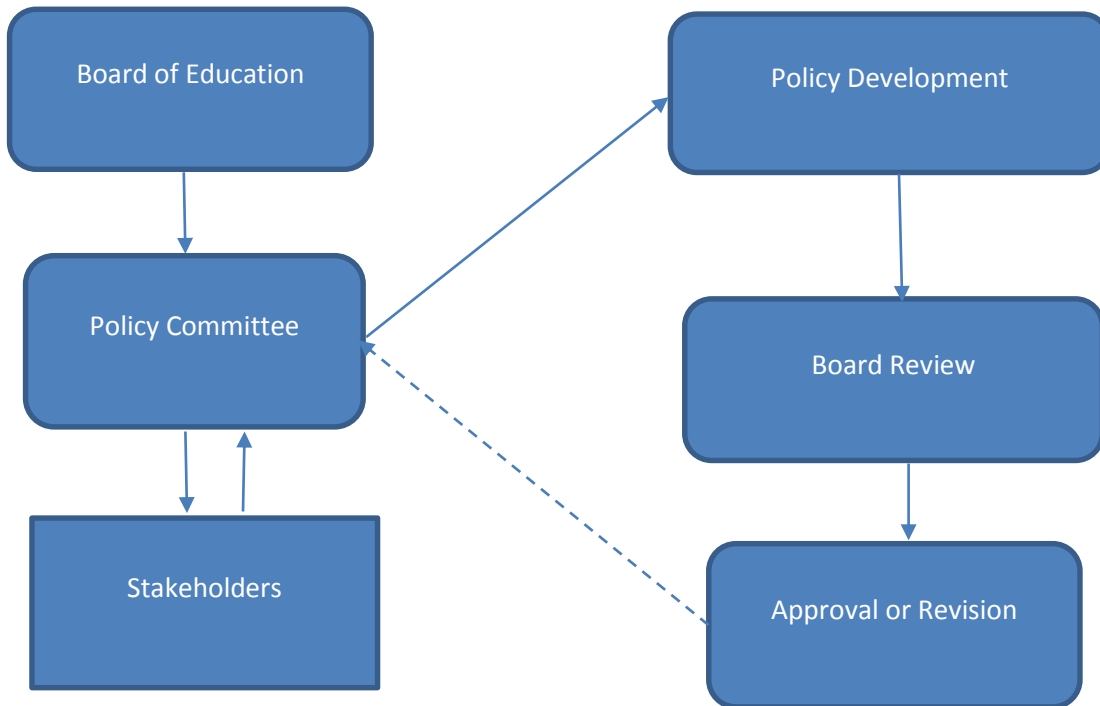 Board of Education
Policy Development
Policy Committee
Board Review
Stakeholders
Approval or Revision